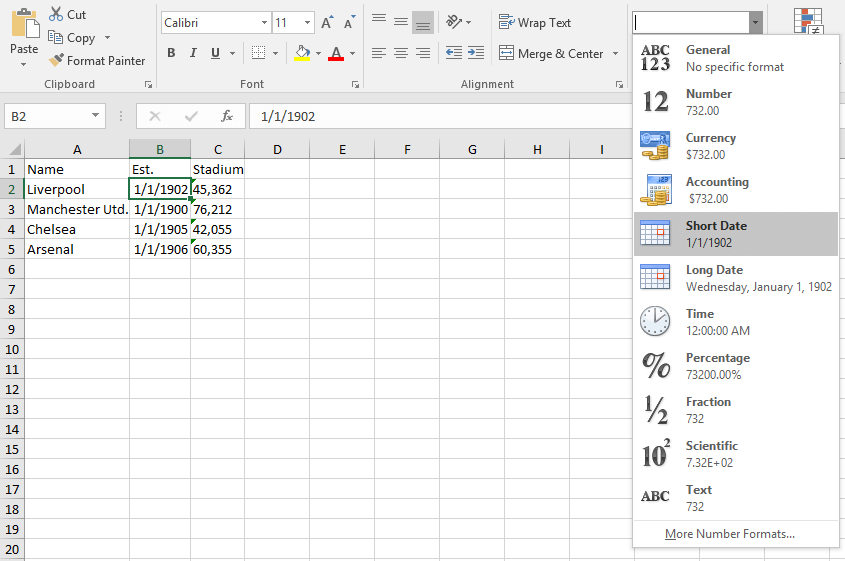 Cut
Copy
Format Painter
Paste
Clipboard
Calibri 11 A A
B I U A
Font
ab
Wrap Text
Merge & Center
Alignment
B2 fx 1/1/1902
A B C D E F G H I
1 Name Est. Stadium
2 Liverpool 1/1/1902 45,362
3 Manchester Utd. 1/1/1900 76,212
4 Chelsea 1/1/1905 42,055
5 Arsenal 1/1/1906 60,355
6
7
8
9
10
11
12
13
14
15
16
17
18
19
20
ABC 123 General
No specific format
12 Number
732.00
Currency
$732.00
Accounting
$732.00
Short Date
1/1/1902
Long Date
Wednesday, January 1, 1902
Time
12:00:00 AM
% Percentage
73200.00%
1/2 Fraction
732
10² Scientific
7.32E+02
ABC Text
732
More Number Formats...